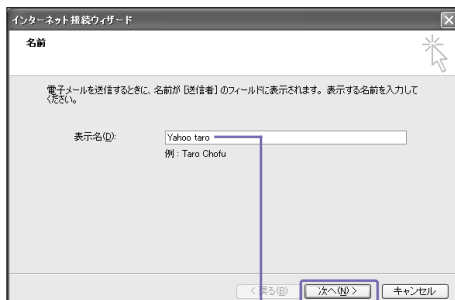 インターネット接続ウィザード
名前
電子メールを送信するときに、名前が [送信者] のフィールドに表示されます。表示する名前を入力して
ください。
表示名(D):
Yahoo taro
例 : Taro Chofu
< 戻る(B)
次へ(N) >
キャンセル